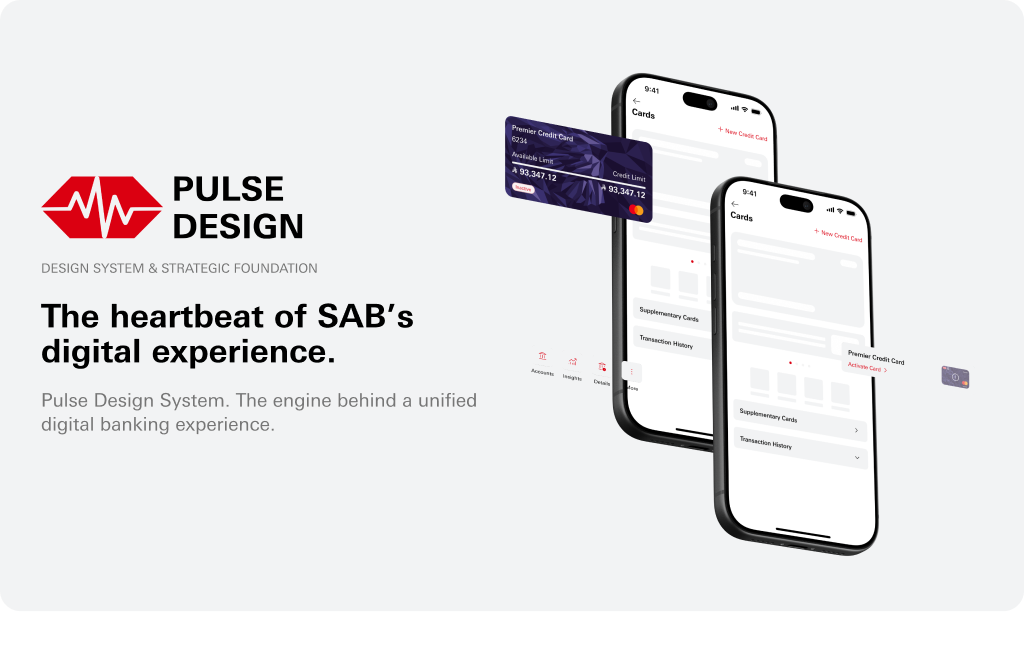 PULSE
DESIGN
DESIGN SYSTEM & STRATEGIC FOUNDATION
The heartbeat of SAB’s
digital experience.
Pulse Design System. The engine behind a unified
digital banking experience.
9:41
Cards
+ New Credit Card
Premier Credit Card
6234
Available Limit
93,347.12
Credit Limit
93,347.12
Inactive
Supplementary Cards
Transaction History
Accounts
Insights
Details
More
9:41
Cards
+ New Credit Card
Premier Credit Card
Activate Card
Supplementary Cards
Transaction History